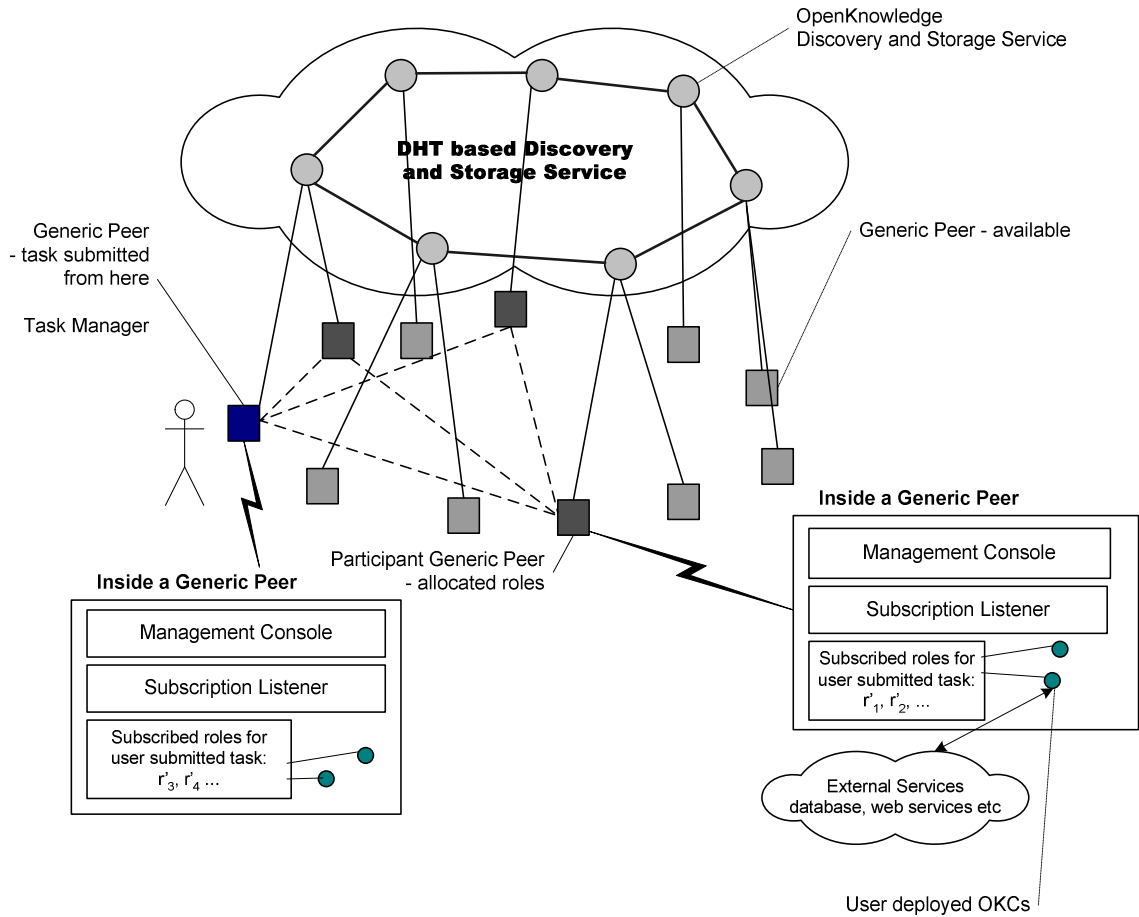 OpenKnowledge
Discovery and Storage Service
DHT based Discovery
and Storage Service
Generic Peer
- task submitted
from here
Task Manager
Generic Peer - available
Participant Generic Peer
- allocated roles
Inside a Generic Peer
Management Console
Subscription Listener
Subscribed roles for
user submitted task:
r'3, r'4 ...
Inside a Generic Peer
Management Console
Subscription Listener
Subscribed roles for
user submitted task:
r'1, r'2, ...
External Services
database, web services etc
User deployed OKCs